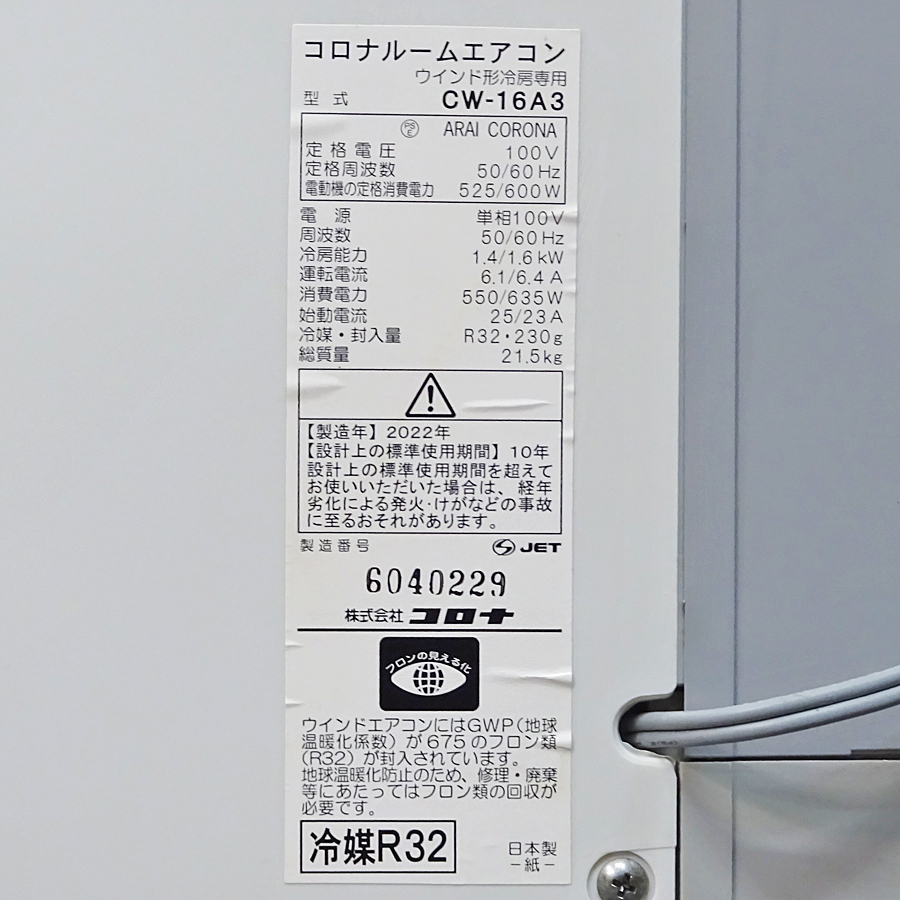 コロナルームエアコン
ウインド形冷房専用
型式 CW-16A3
PSE ARAI CORONA
定格電圧 100V
定格周波数 50/60Hz
電動機の定格消費電力 525/600W
電源 単相100V
周波数 50/60Hz
冷房能力 1.4/1.6kW
運転電流 6.1/6.4A
消費電力 550/635W
始動電流 25/23A
冷媒・封入量 R32・230g
総質量 21.5kg
【製造年】2022年
【設計上の標準使用期間】10年
設計上の標準使用期間を超えて
お使いいただいた場合は、経年
劣化による発火・けがなどの事故
に至るおそれがあります。
製造番号 JET
6040229
株式会社 コロナ
フロンの見える化
ウインドエアコンにはGWP(地球
温暖化係数)が675のフロン類
(R32)が封入されています。
地球温暖化防止のため、修理・廃棄
等にあたってはフロン類の回収が
必要です。
冷媒R32
日本製
-紙-